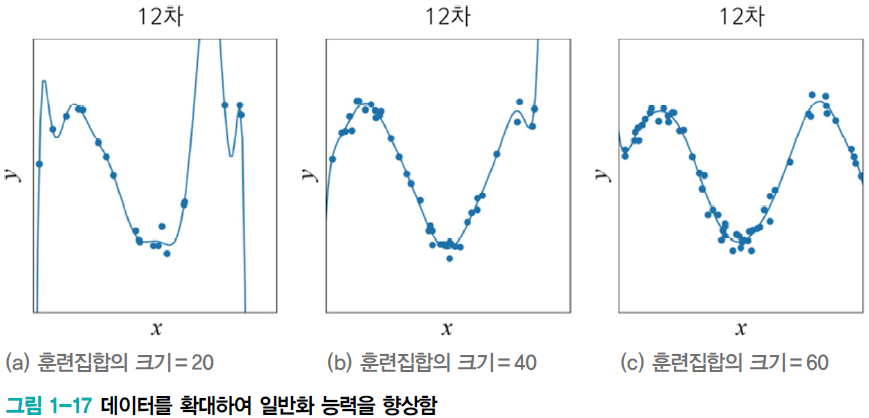 12차
12차
12차
y
y
y
x
x
x
(a) 훈련집합의 크기=20
(b) 훈련집합의 크기=40
(c) 훈련집합의 크기=60
그림 1-17 데이터를 확대하여 일반화 능력을 향상함